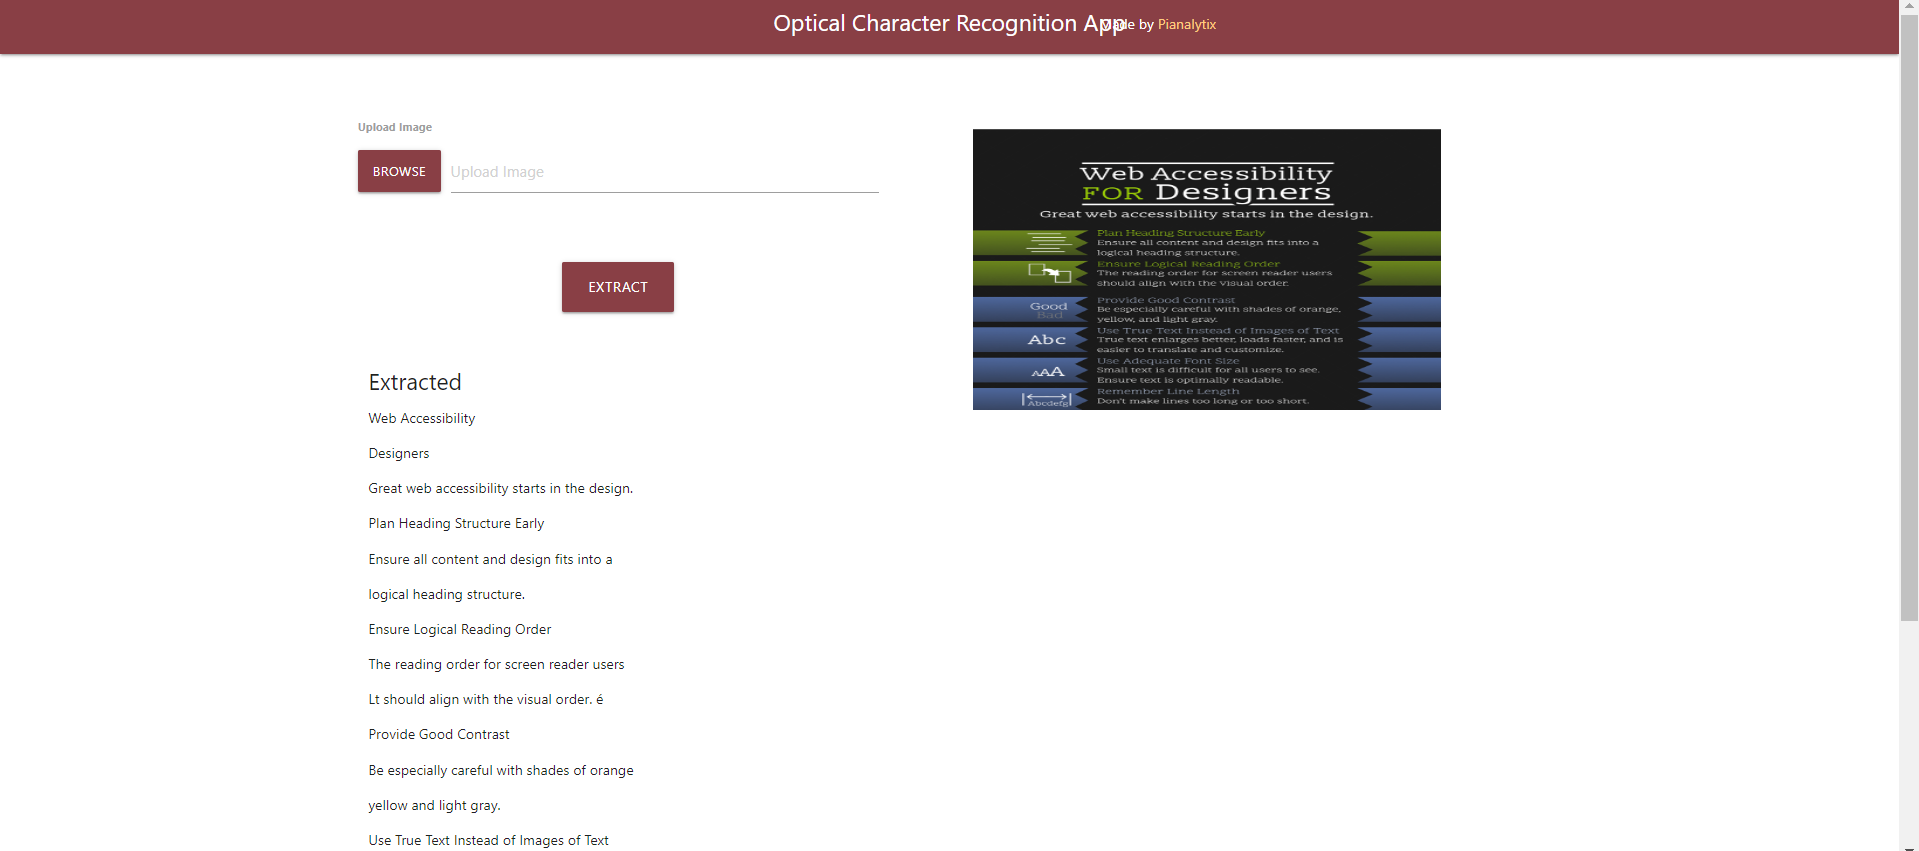 Optical Character Recognition App
Made by Pianalytix
Upload Image
BROWSE
Upload Image
EXTRACT
Extracted
Web Accessibility
Designers
Great web accessibility starts in the design.
Plan Heading Structure Early
Ensure all content and design fits into a
logical heading structure.
Ensure Logical Reading Order
The reading order for screen reader users
Lt should align with the visual order. é
Provide Good Contrast
Be especially careful with shades of orange
yellow and light gray.
Use True Text Instead of Images of Text
Web Accessibility
FOR Designers
Great web accessibility starts in the design.
Plan Heading Structure Early
Ensure all content and design fits into a
logical heading structure.
Ensure Logical Reading Order
The reading order for screen reader users
should align with the visual order.
Good
Bad
Provide Good Contrast
Be especially careful with shades of orange,
yellow, and light gray.
Abc
Use True Text Instead of Images of Text
True text enlarges better, loads faster, and is
easier to translate and customize.
AAA
Use Adequate Font Size
Small text is difficult for all users to see.
Ensure text is optimally readable.
Abcdefg
Remember Line Length
Don't make lines too long or too short.